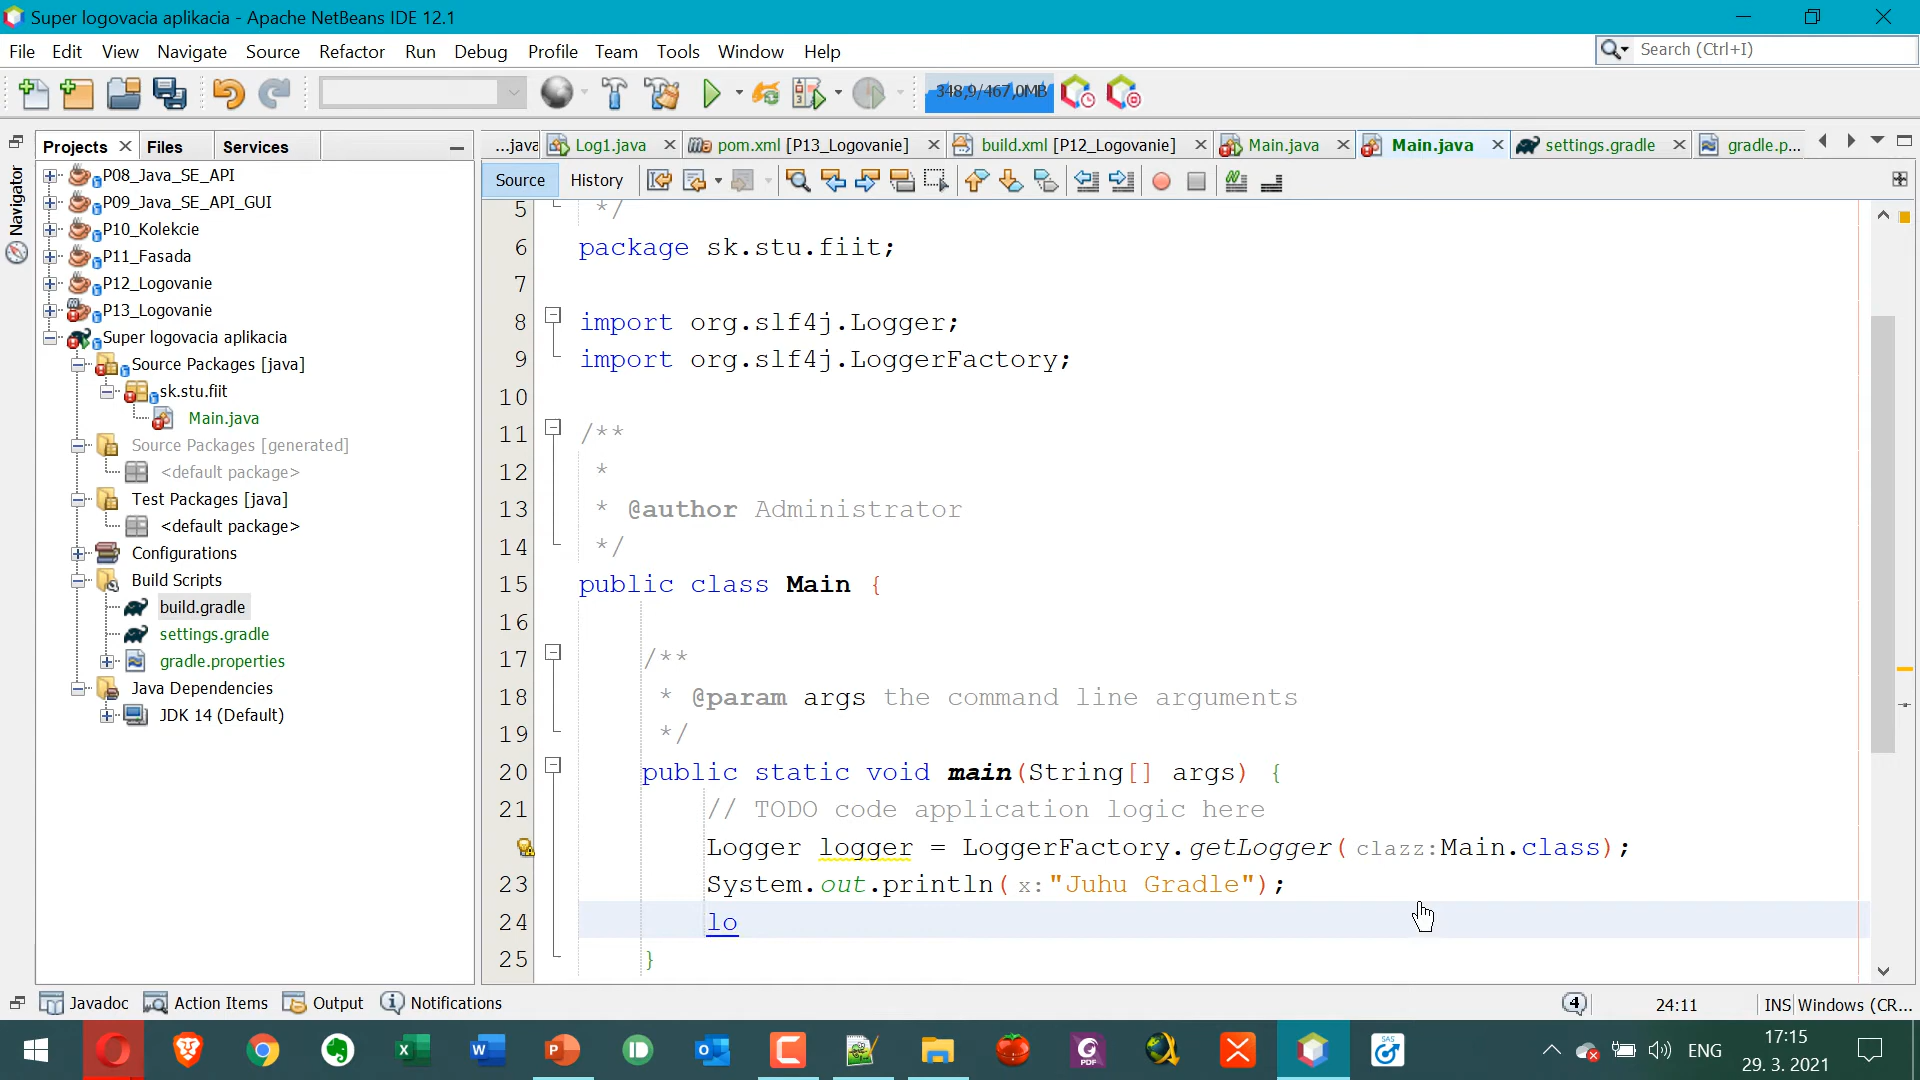 Super logovacia aplikacia - Apache NetBeans IDE 12.1
File Edit View Navigate Source Refactor Run Debug Profile Team Tools Window Help
Search (Ctrl+I)
348,9/467,0MB
Projects Files Services
Navigator
P08_Java_SE_API
P09_Java_SE_API_GUI
P10_Kolekcie
P11_Fasada
P12_Logovanie
P13_Logovanie
Super logovacia aplikacia
Source Packages [java]
sk.stu.fiit
Main.java
Source Packages [generated]
<default package>
Test Packages [java]
<default package>
Configurations
Build Scripts
build.gradle
settings.gradle
gradle.properties
Java Dependencies
JDK 14 (Default)
...java Log1.java pom.xml [P13_Logovanie] build.xml [P12_Logovanie] Main.java Main.java settings.gradle gradle.p...
Source History
5 */
6 package sk.stu.fiit;
7
8 import org.slf4j.Logger;
9 import org.slf4j.LoggerFactory;
10
11 /**
12 *
13 * @author Administrator
14 */
15 public class Main {
16
17 /**
18 * @param args the command line arguments
19 */
20 public static void main(String[] args) {
21 // TODO code application logic here
Logger logger = LoggerFactory.getLogger(clazz:Main.class);
23 System.out.println(x:"Juhu Gradle");
24 lo
25 }
Javadoc Action Items Output Notifications
4 24:11 INS Windows (CR...
ENG
17:15
29. 3. 2021